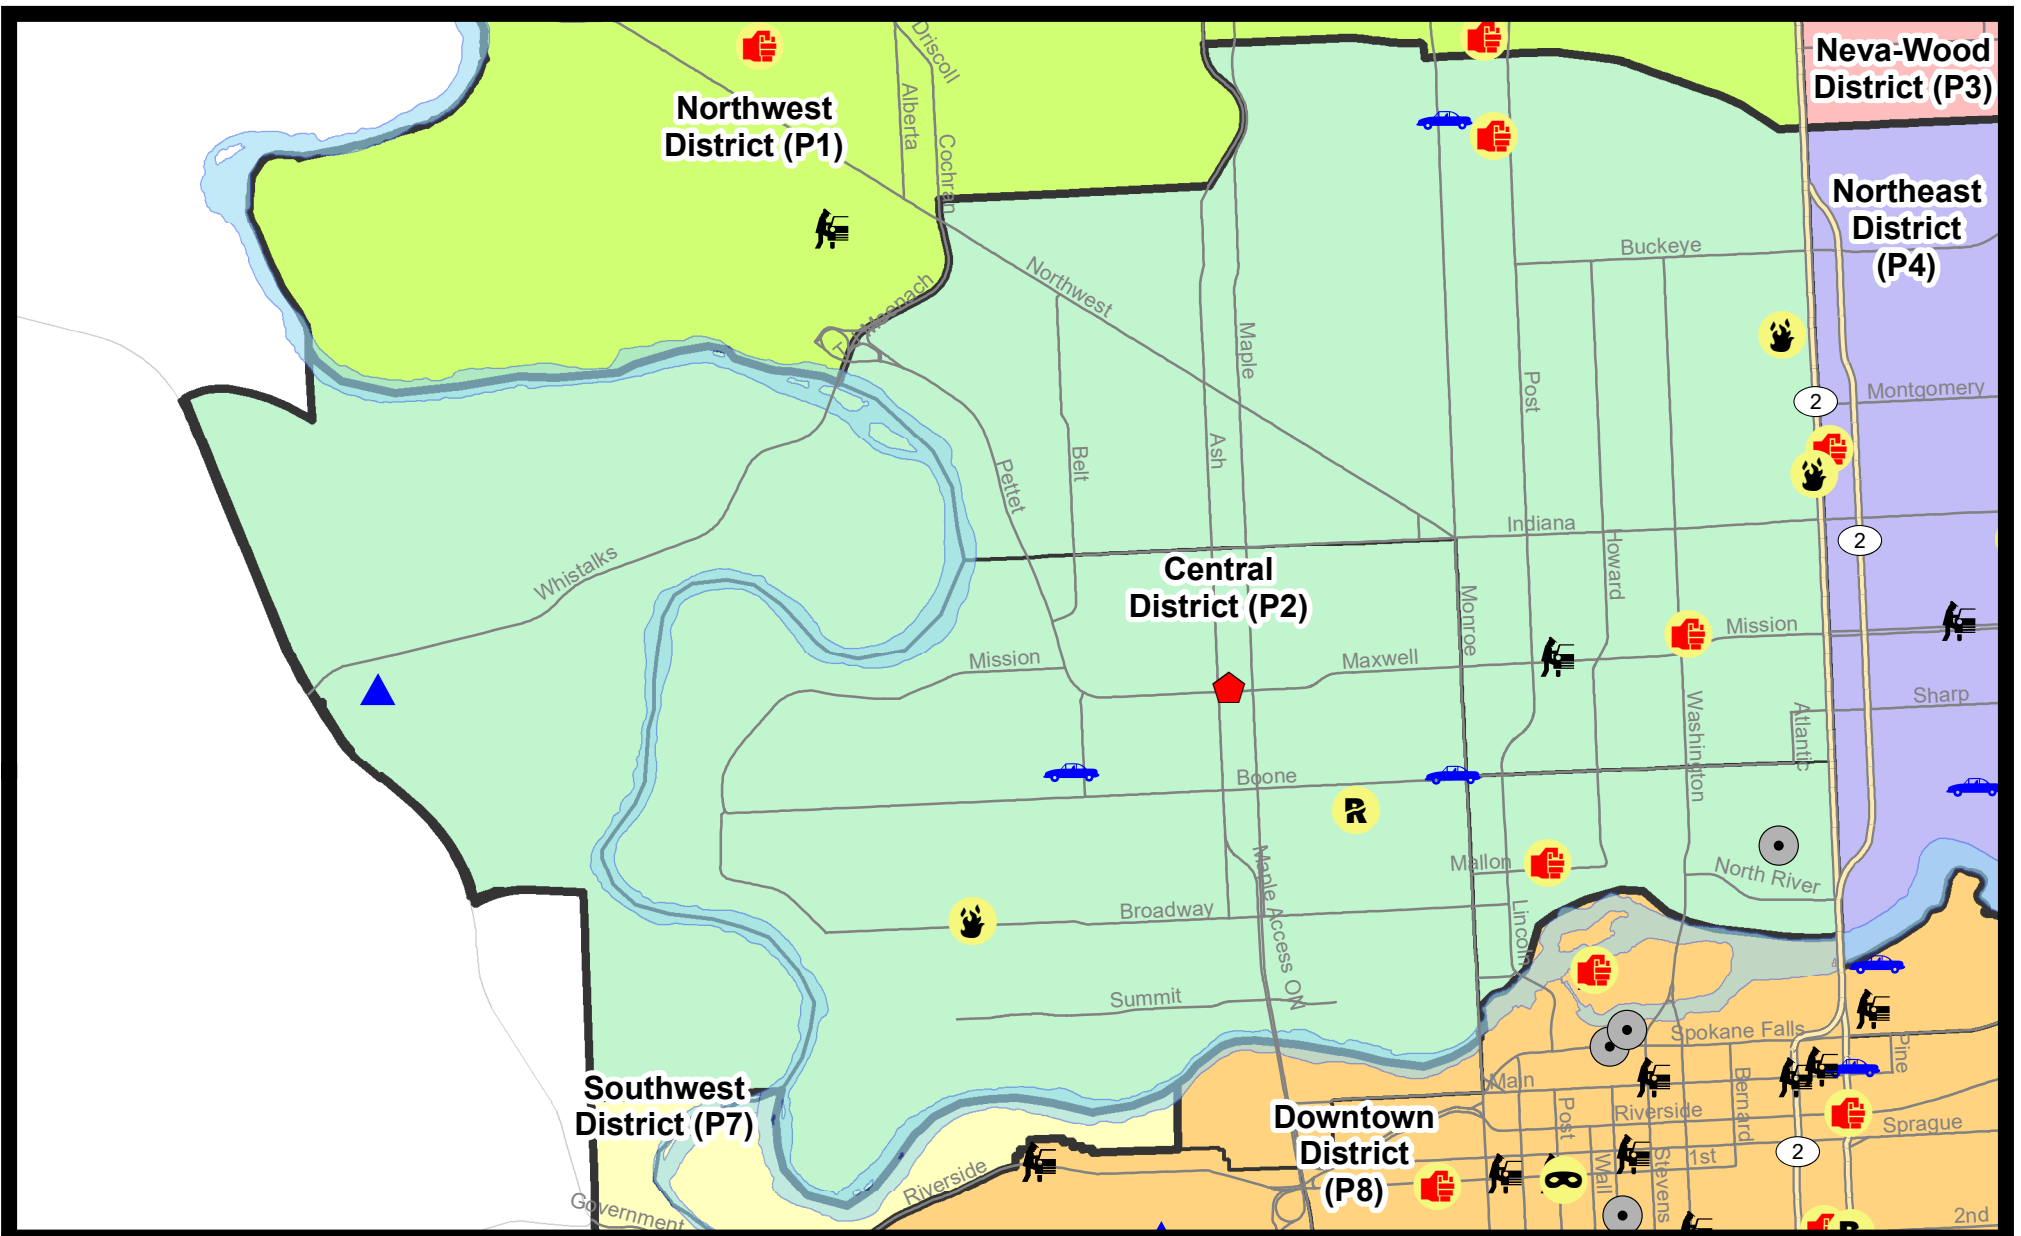 Neva-Wood
District (P3)
Driscoll
Alberta
Northwest
District (P1)
Cochran
Northeast
District
(P4)
Buckeye
Northwest
Maple
Post
Montgomery
2
Ash
Belt
Pettet
Indiana
2
Howard
Whistalks
Central
District (P2)
Monroe
Mission
Mission
Maxwell
Sharp
Washington
Atlantic
Boone
R
Mallon
North River
Maple Access ON
Broadway
Lincoln
Summit
Spokane Falls
Pine
Main
Bernard
Southwest
District (P7)
Downtown
District
(P8)
Post
Riverside
Sprague
2
1st
Wall
Stevens
Riverside
Government
2nd
R